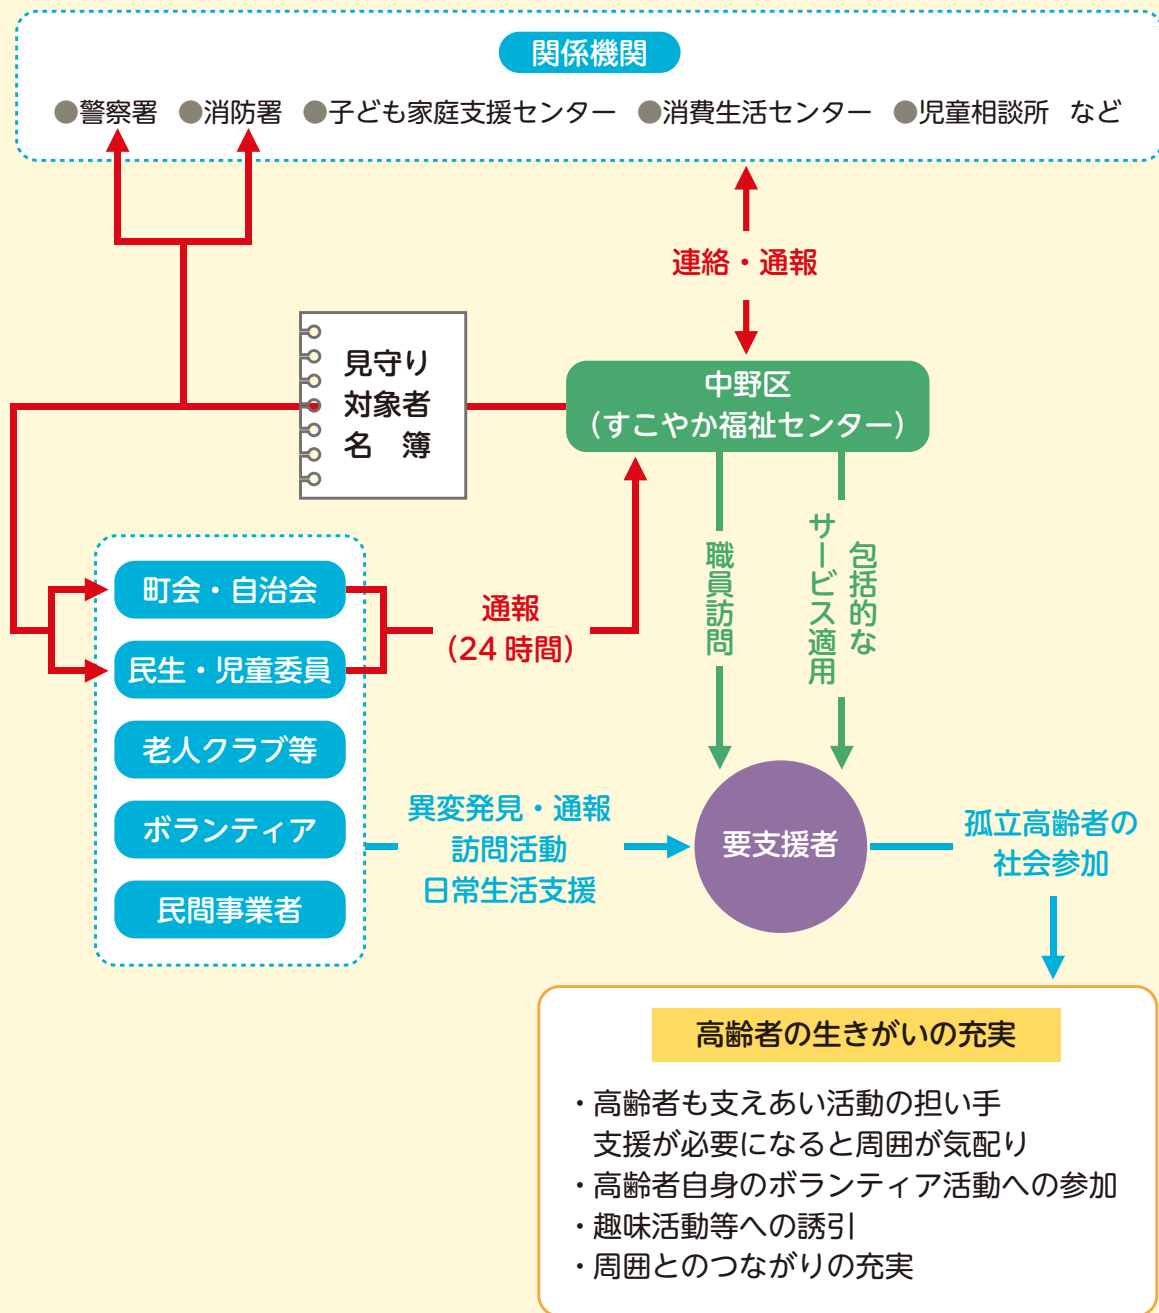 関係機関
●警察署 ●消防署 ●子ども家庭支援センター ●消費生活センター ●児童相談所 など
連絡・通報
見守り
対象者
名 簿
中野区
（すこやか福祉センター）
町会・自治会
民生・児童委員
老人クラブ等
ボランティア
民間事業者
通報
（24 時間）
職員訪問
包括的な
サービス適用
異変発見・通報
訪問活動
日常生活支援
要支援者
孤立高齢者の
社会参加
高齢者の生きがいの充実
・高齢者も支えあい活動の担い手
支援が必要になると周囲が気配り
・高齢者自身のボランティア活動への参加
・趣味活動等への誘引
・周囲とのつながりの充実